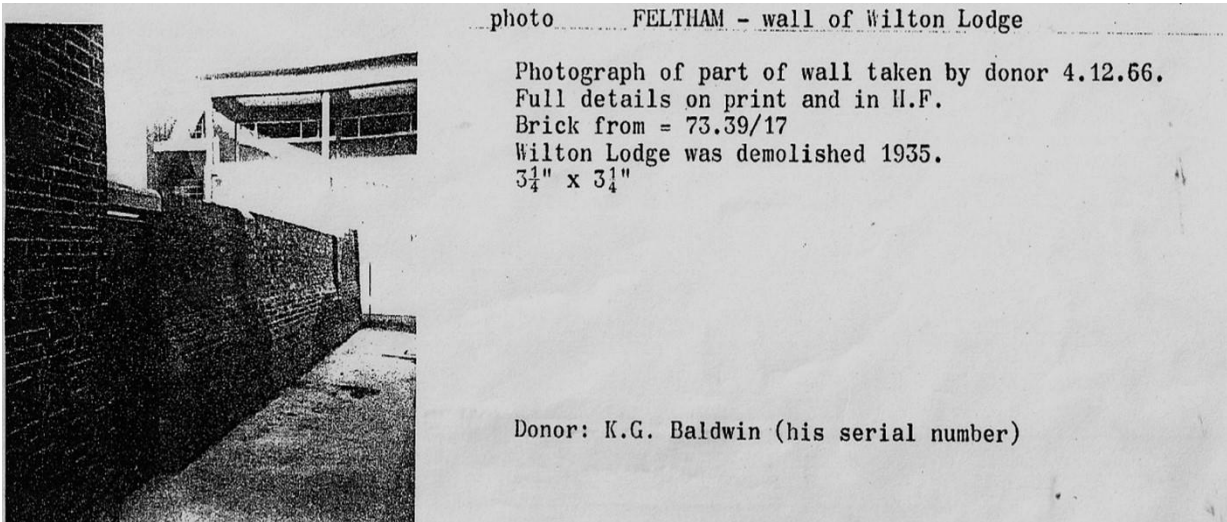 photo FELTHAM - wall of Wilton Lodge
Photograph of part of wall taken by donor 4.12.66.
Full details on print and in H.F.
Brick from = 73.39/17
Wilton Lodge was demolished 1935.
3¼" x 3¼"
Donor: K.G. Baldwin (his serial number)